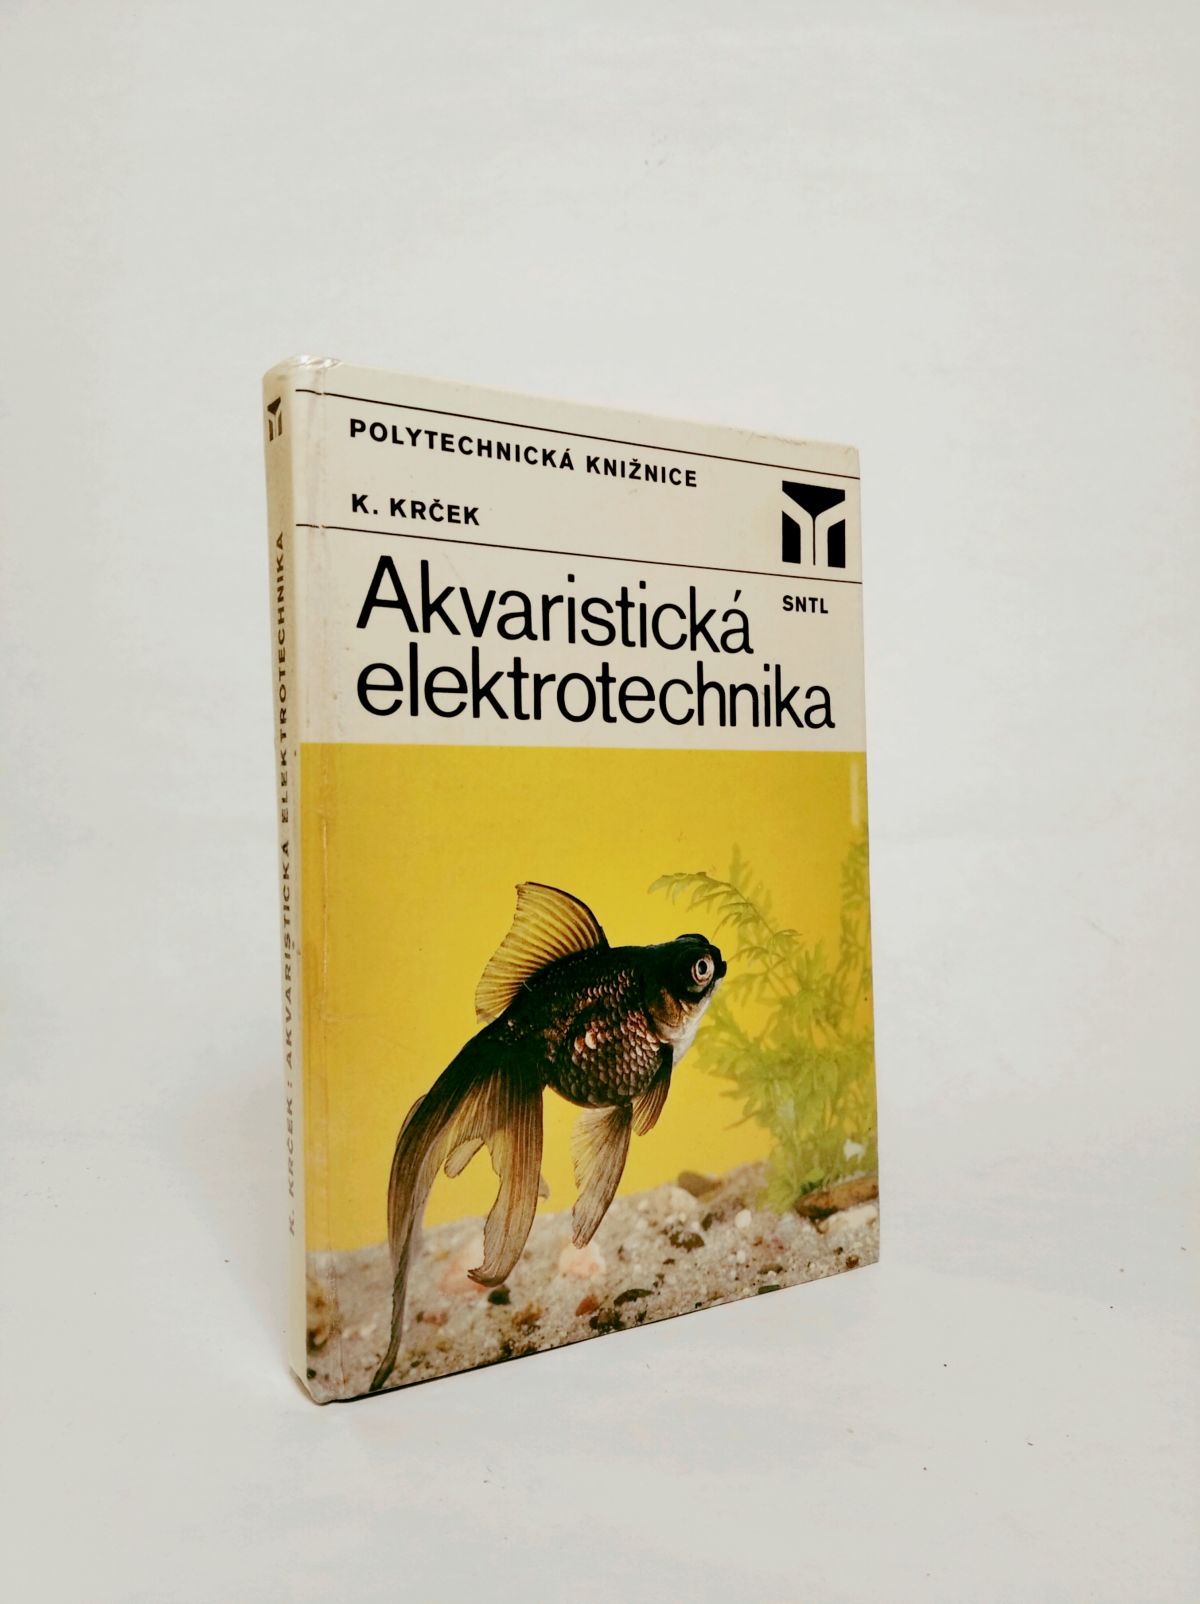 POLYTECHNICKÁ KNIŽNICE
K. KRČEK
SNTL
Akvaristická
elektrotechnika
K. KRČEK: AKVARISTICKÁ ELEKTROTECHNIKA